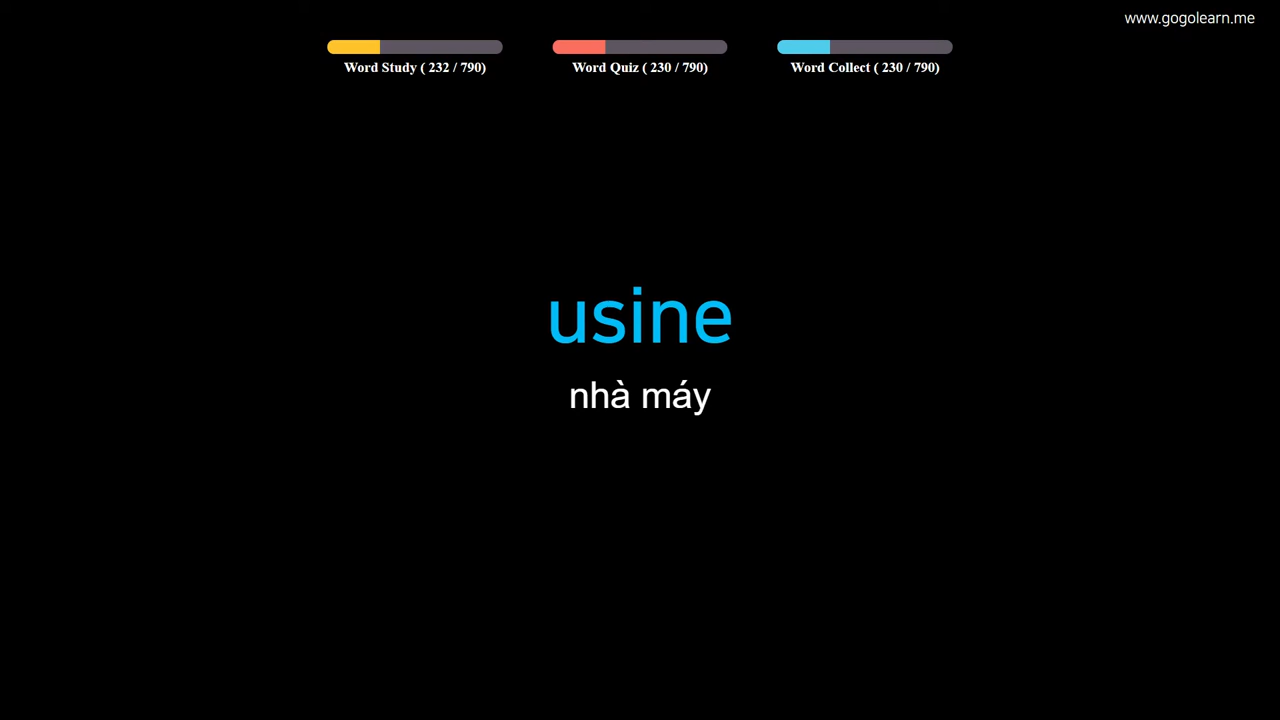 www.gogolearn.me
Word Study ( 232 / 790)
Word Quiz ( 230 / 790)
Word Collect ( 230 / 790)
usine
nhà máy